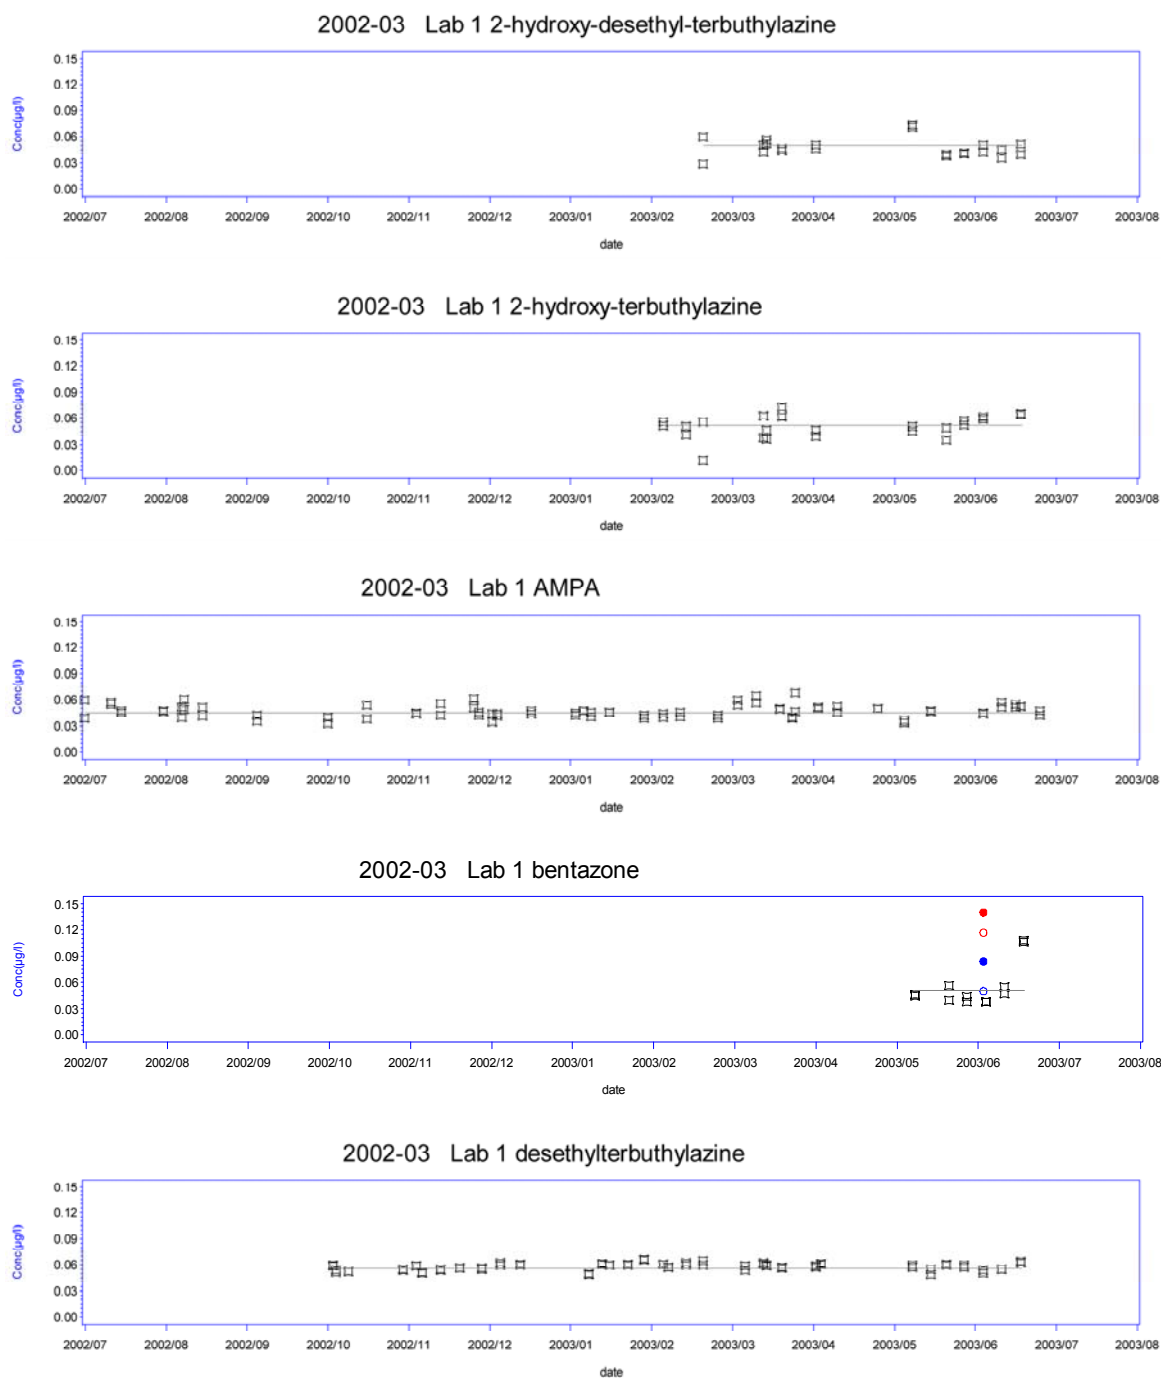 2002-03 Lab 1 2-hydroxy-desethyl-terbuthylazine
Conc(µg/l)
0.15
0.12
0.09
0.06
0.03
0.00
2002/07 2002/08 2002/09 2002/10 2002/11 2002/12 2003/01 2003/02 2003/03 2003/04 2003/05 2003/06 2003/07 2003/08
date
2002-03 Lab 1 2-hydroxy-terbuthylazine
Conc(µg/l)
0.15
0.12
0.09
0.06
0.03
0.00
2002/07 2002/08 2002/09 2002/10 2002/11 2002/12 2003/01 2003/02 2003/03 2003/04 2003/05 2003/06 2003/07 2003/08
date
2002-03 Lab 1 AMPA
Conc(µg/l)
0.15
0.12
0.09
0.06
0.03
0.00
2002/07 2002/08 2002/09 2002/10 2002/11 2002/12 2003/01 2003/02 2003/03 2003/04 2003/05 2003/06 2003/07 2003/08
date
2002-03 Lab 1 bentazone
Conc(µg/l)
0.15
0.12
0.09
0.06
0.03
0.00
2002/07 2002/08 2002/09 2002/10 2002/11 2002/12 2003/01 2003/02 2003/03 2003/04 2003/05 2003/06 2003/07 2003/08
date
2002-03 Lab 1 desethylterbuthylazine
Conc(µg/l)
0.15
0.12
0.09
0.06
0.03
0.00
2002/07 2002/08 2002/09 2002/10 2002/11 2002/12 2003/01 2003/02 2003/03 2003/04 2003/05 2003/06 2003/07 2003/08
date